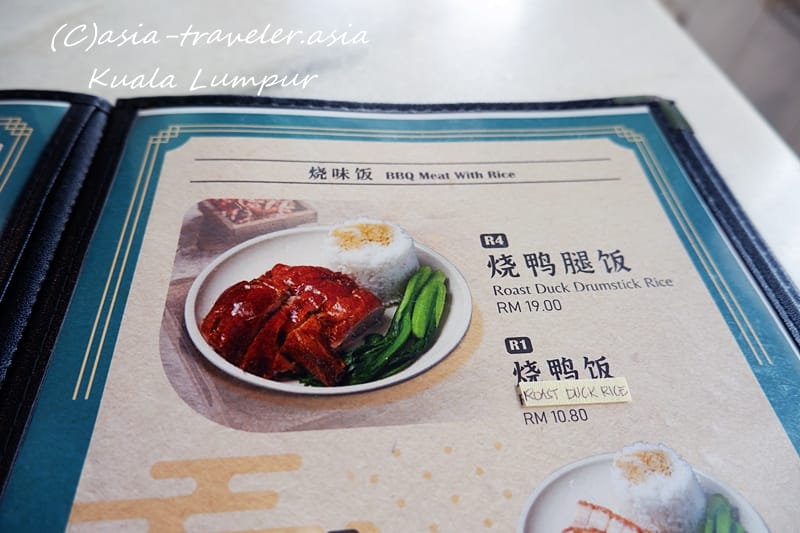 (C)asia-traveler.asia
Kuala Lumpur
烧味饭 BBQ Meat With Rice
R4
烧鸭腿饭
Roast Duck Drumstick Rice
RM 19.00
R1
烧鸭饭
ROAST DUCK RICE
RM 10.80